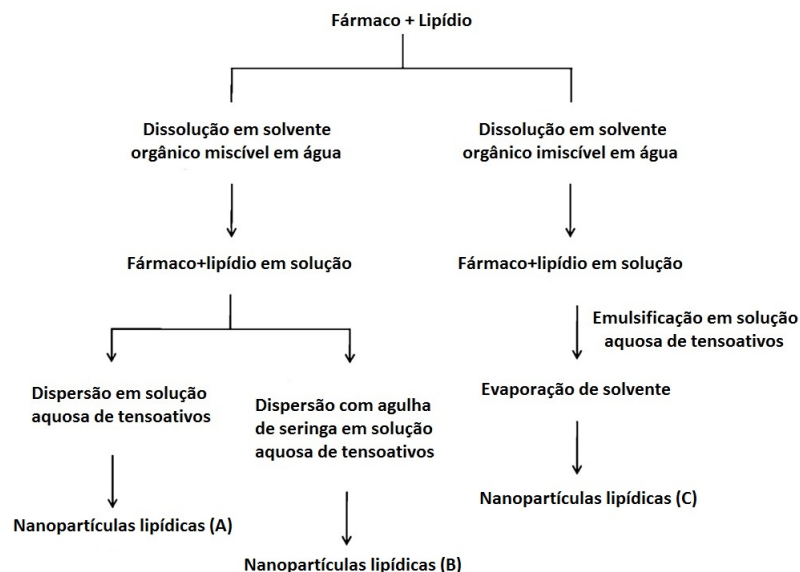 Fármaco + Lipídio
Dissolução em solvente
orgânico miscível em água
Dissolução em solvente
orgânico imiscível em água
Fármaco+lipídio em solução
Fármaco+lipídio em solução
Emulsificação em solução
aquosa de tensoativos
Dispersão em solução
aquosa de tensoativos
Dispersão com agulha
de seringa em solução
aquosa de tensoativos
Evaporação de solvente
Nanopartículas lipídicas (A)
Nanopartículas lipídicas (B)
Nanopartículas lipídicas (C)